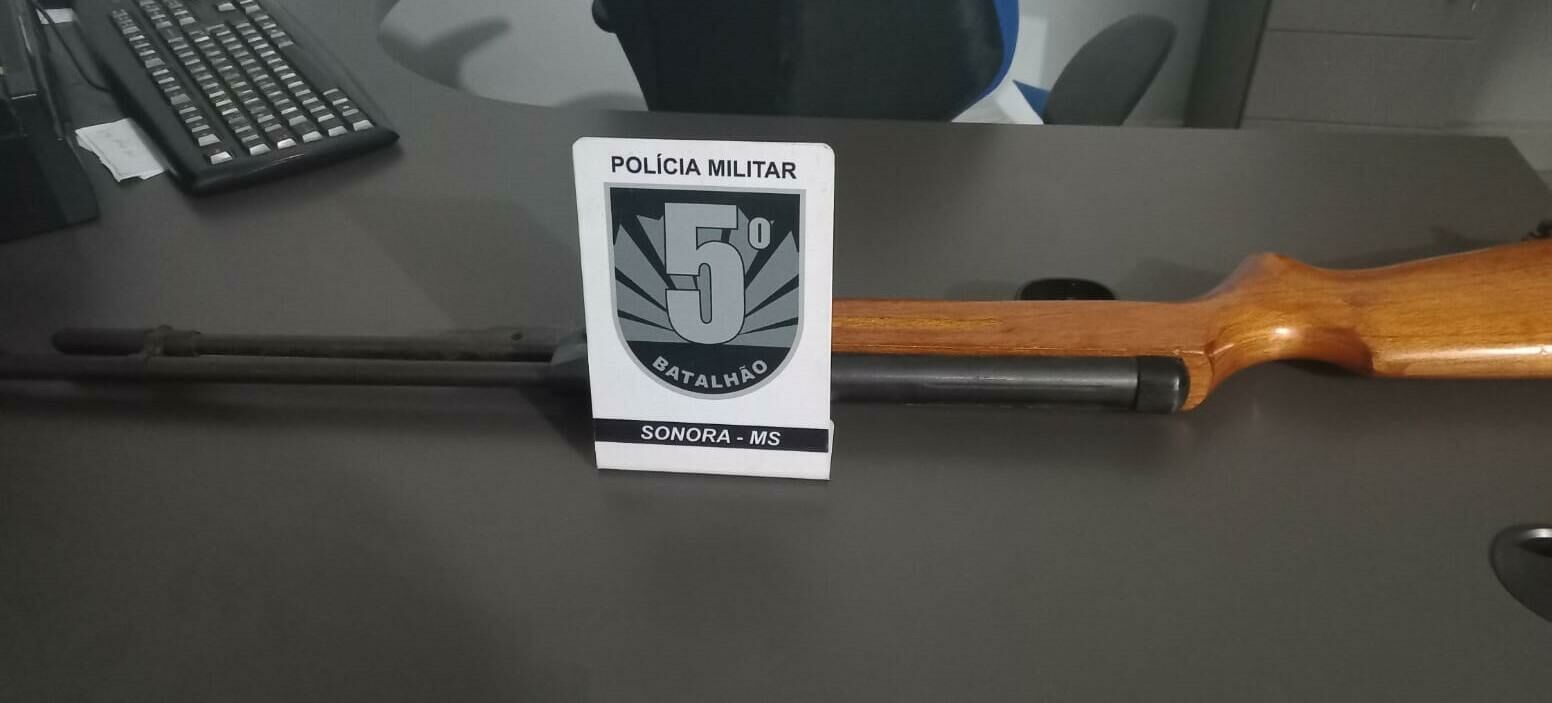 POLÍCIA MILITAR
5º
BATALHÃO
SONORA - MS